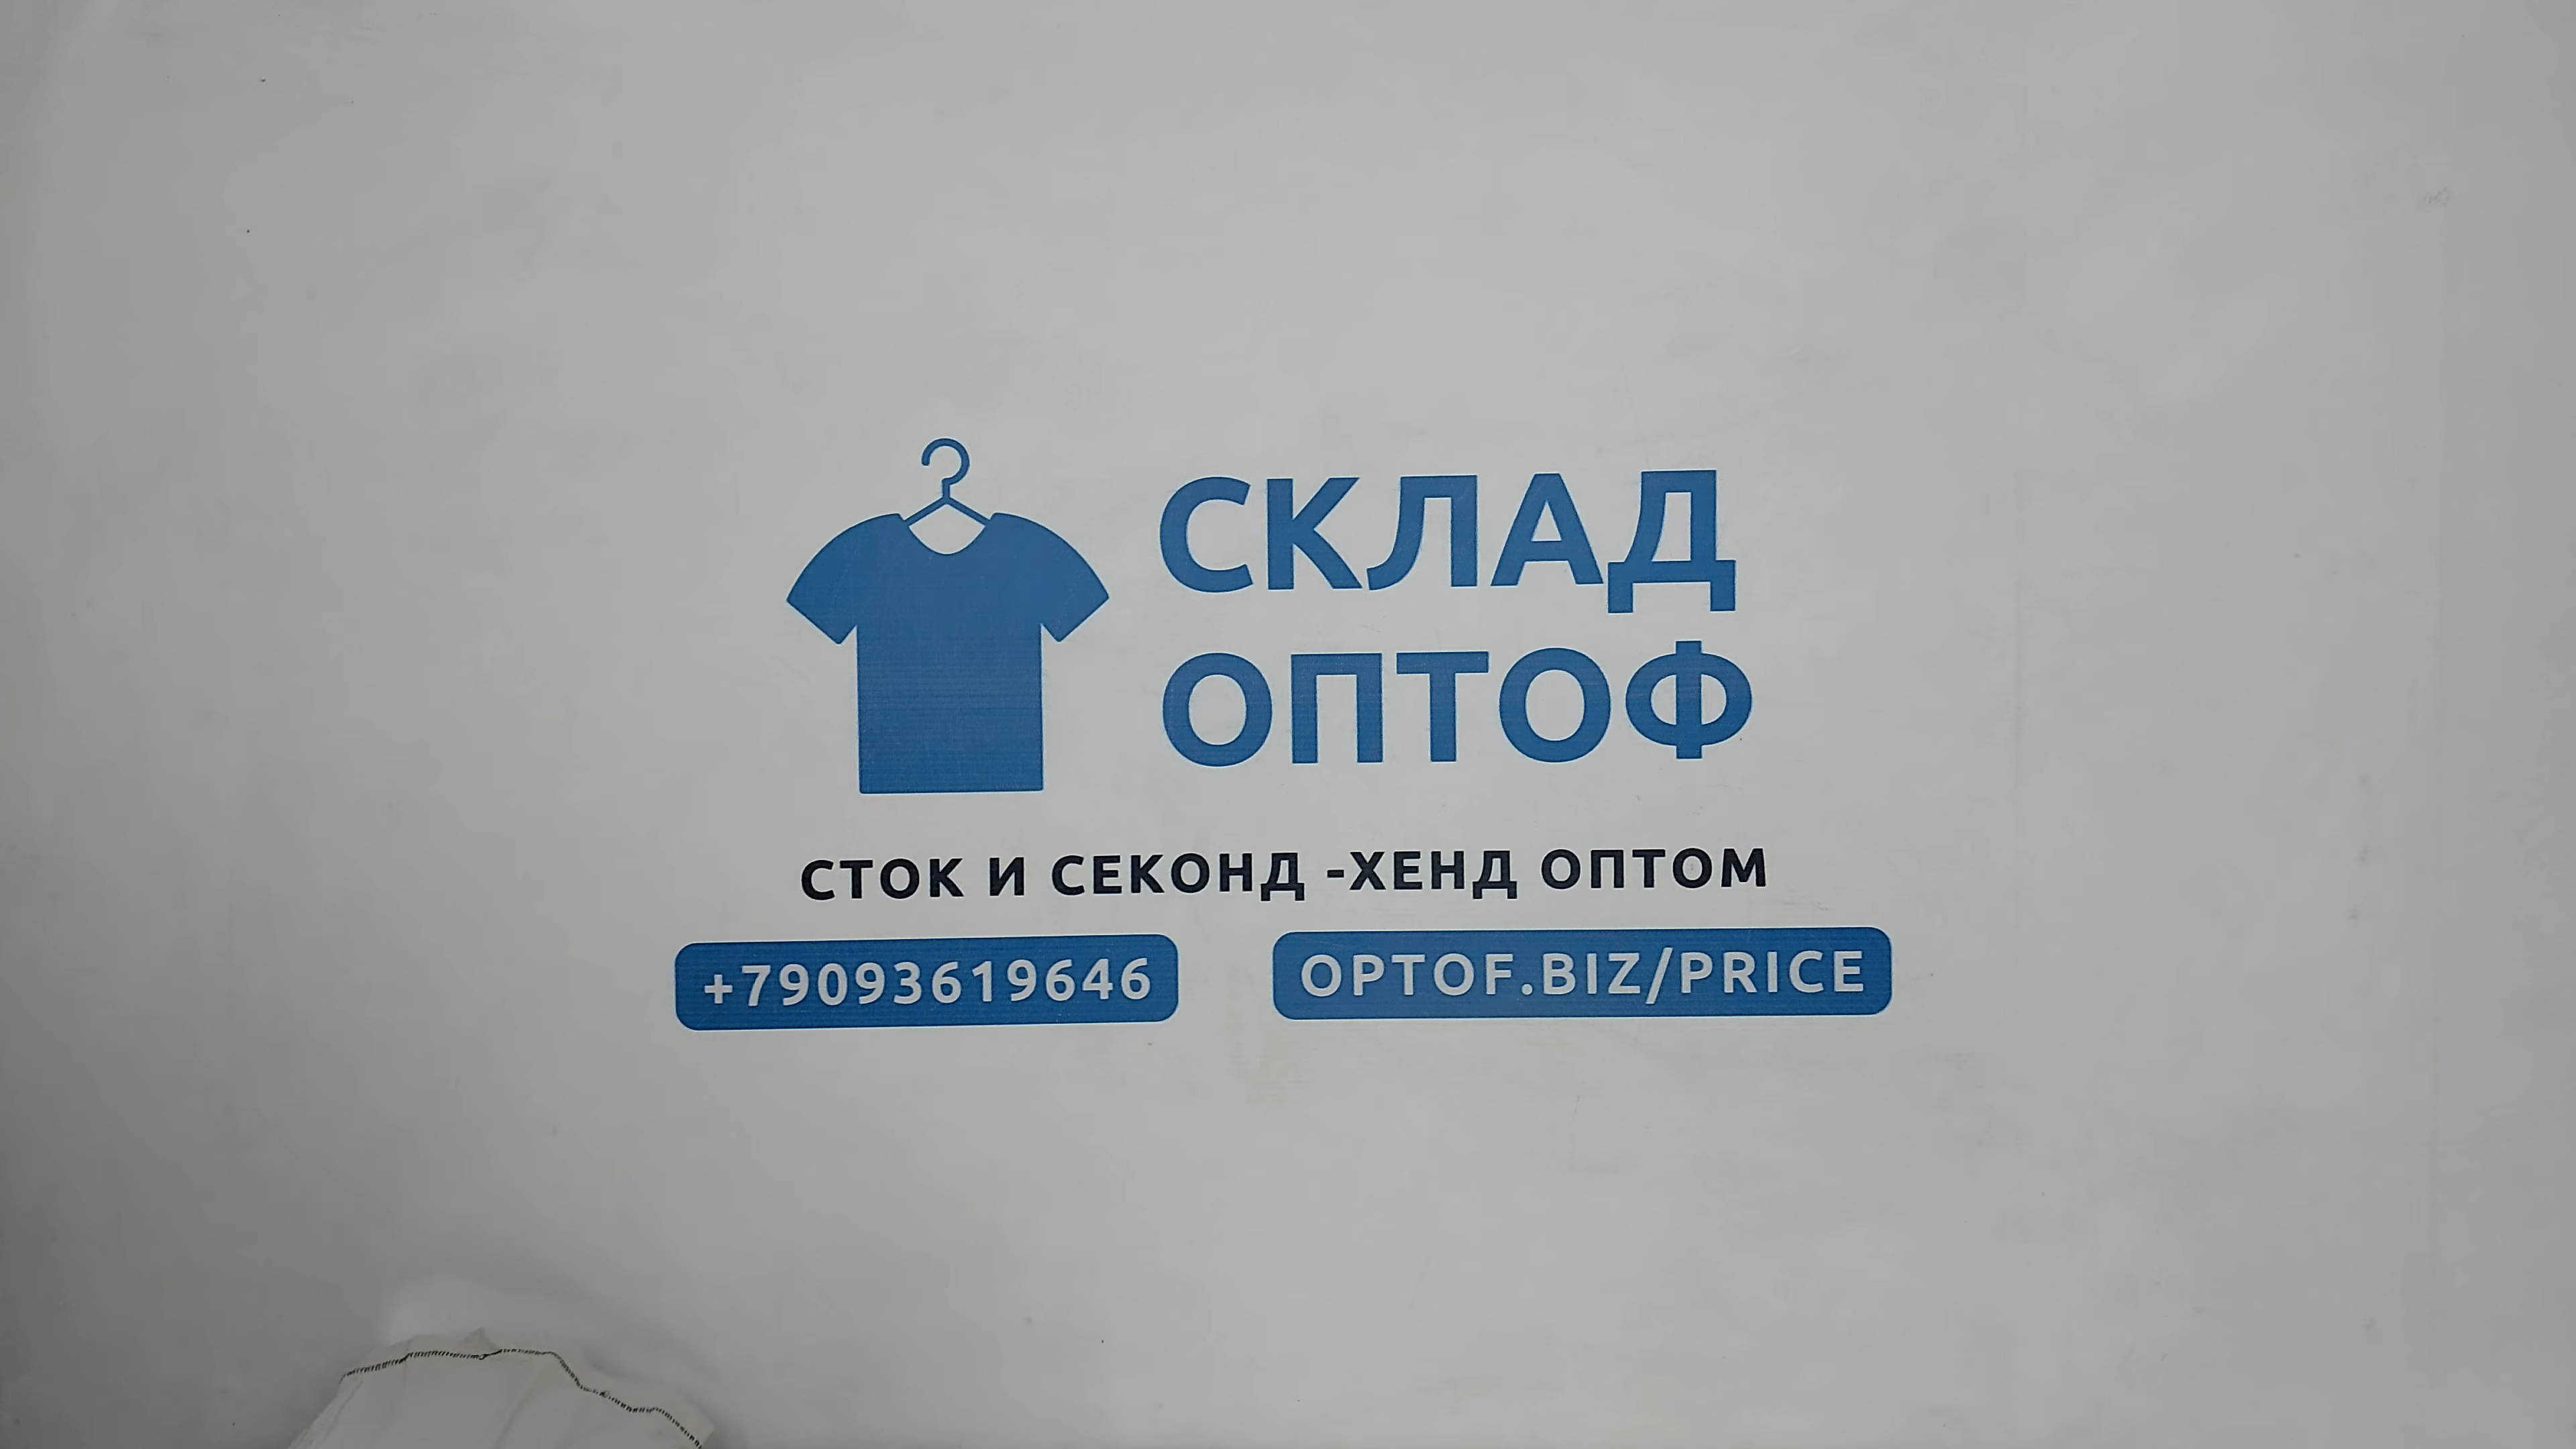 СКЛАД
ОПТОФ
СТОК И СЕКОНД -ХЕНД ОПТОМ
+79093619646
OPTOF.BIZ/PRICE